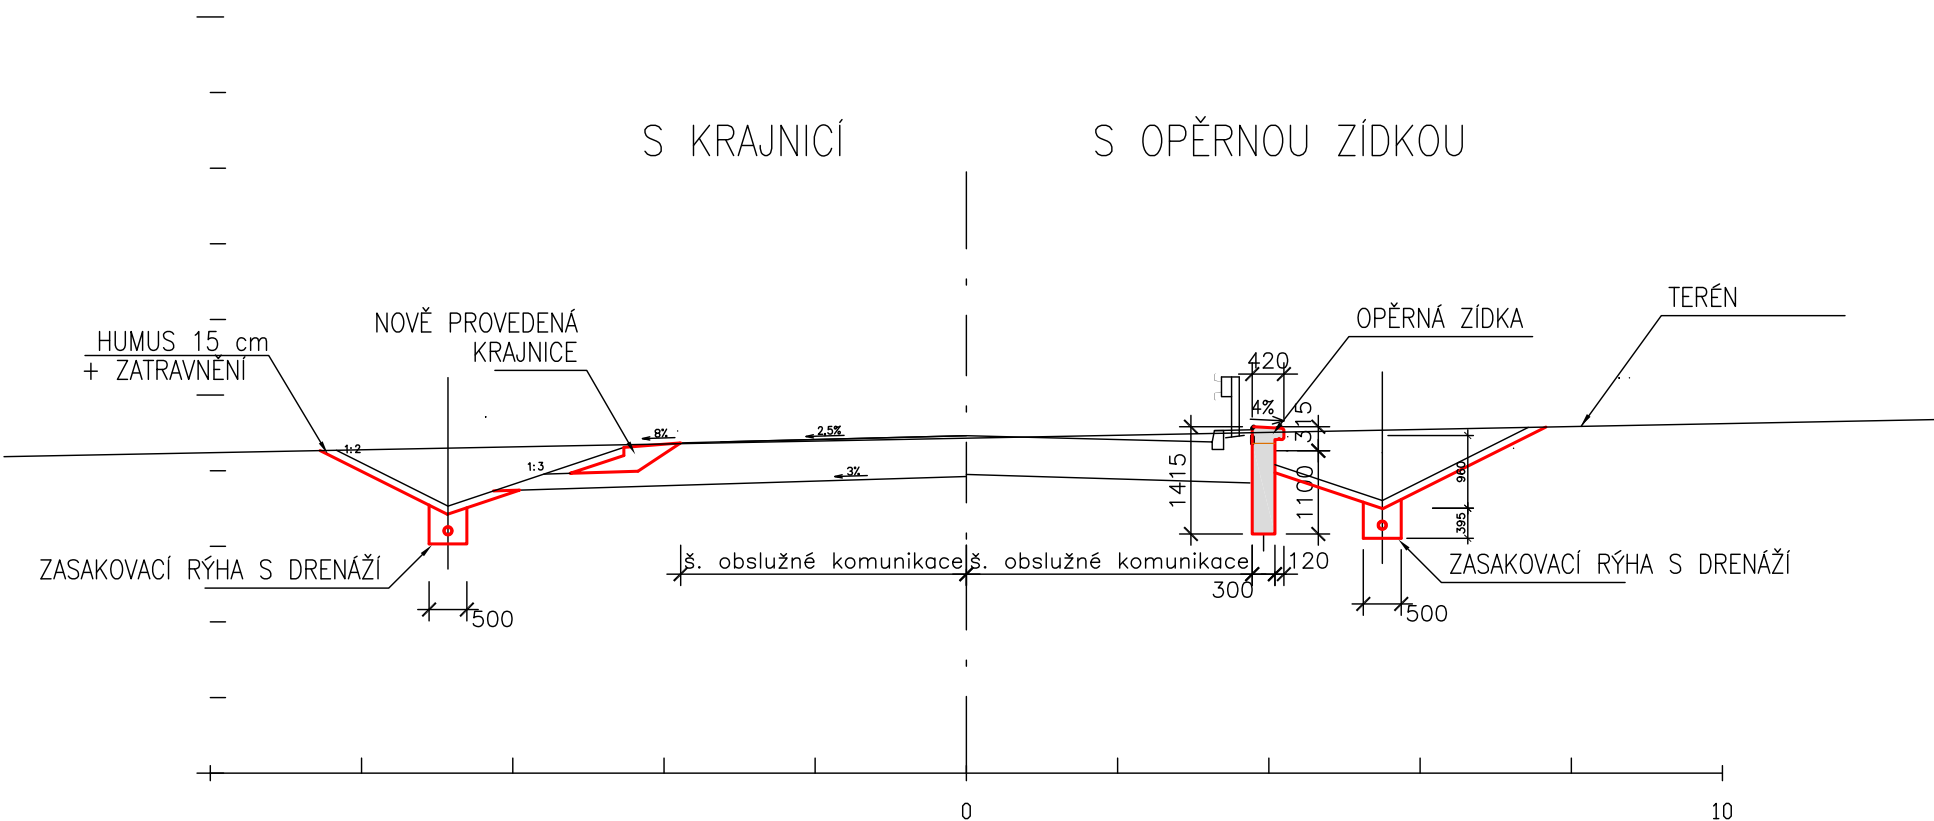 S KRAJNICÍ
S OPĚRNOU ZÍDKOU
TERÉN
OPĚRNÁ ZÍDKA
NOVĚ PROVEDENÁ
KRAJNICE
HUMUS 15 cm
+ ZATRAVNĚNÍ
420
4%
315
8%
2.5%
1:2
1:3
3%
1415
1100
960
395
ZASAKOVACÍ RÝHA S DRENÁŽÍ
š. obslužné komunikace
š. obslužné komunikace
120
300
ZASAKOVACÍ RÝHA S DRENÁŽÍ
500
500
0
10